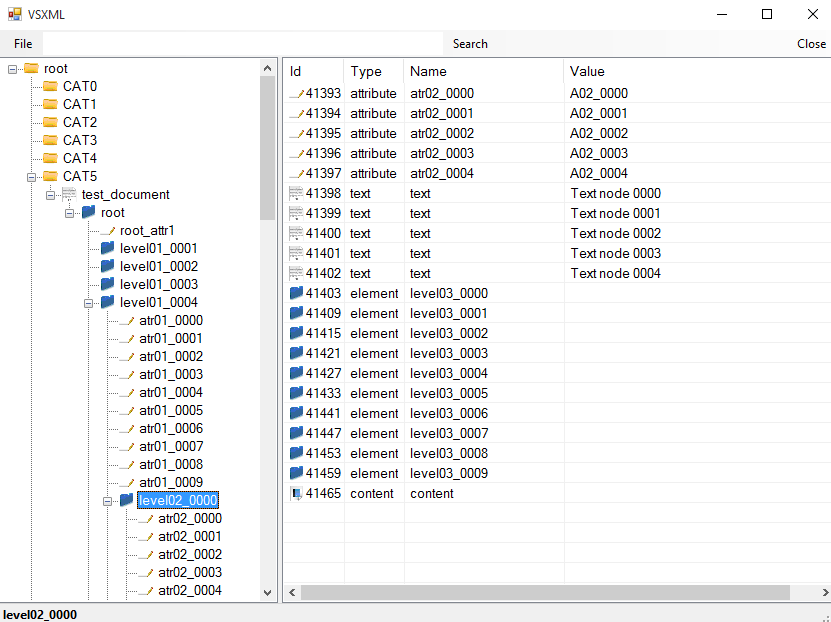 VSXML
File Search Close
root
CAT0
CAT1
CAT2
CAT3
CAT4
CAT5
test_document
root
root_attr1
level01_0001
level01_0002
level01_0003
level01_0004
atr01_0000
atr01_0001
atr01_0002
atr01_0003
atr01_0004
atr01_0005
atr01_0006
atr01_0007
atr01_0008
atr01_0009
level02_0000
atr02_0000
atr02_0001
atr02_0002
atr02_0003
atr02_0004
Id Type Name Value
41393 attribute atr02_0000 A02_0000
41394 attribute atr02_0001 A02_0001
41395 attribute atr02_0002 A02_0002
41396 attribute atr02_0003 A02_0003
41397 attribute atr02_0004 A02_0004
41398 text text Text node 0000
41399 text text Text node 0001
41400 text text Text node 0002
41401 text text Text node 0003
41402 text text Text node 0004
41403 element level03_0000
41409 element level03_0001
41415 element level03_0002
41421 element level03_0003
41427 element level03_0004
41433 element level03_0005
41441 element level03_0006
41447 element level03_0007
41453 element level03_0008
41459 element level03_0009
41465 content content
level02_0000